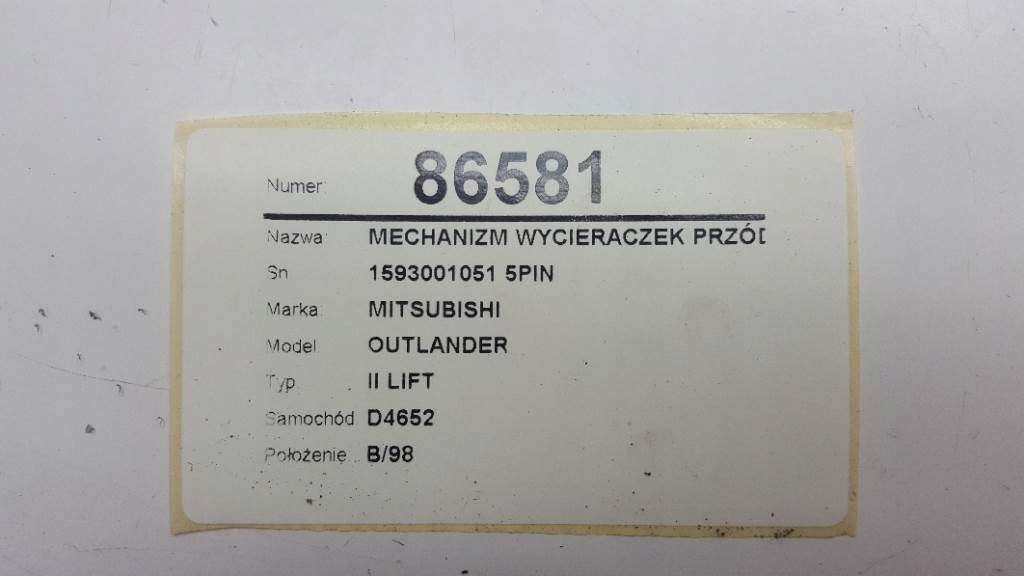 Numer: 86581
Nazwa: MECHANIZM WYCIERACZEK PRZÓD
Sn 1593001051 5PIN
Marka: MITSUBISHI
Model: OUTLANDER
Typ II LIFT
Samochód D4652
Położenie: B/98